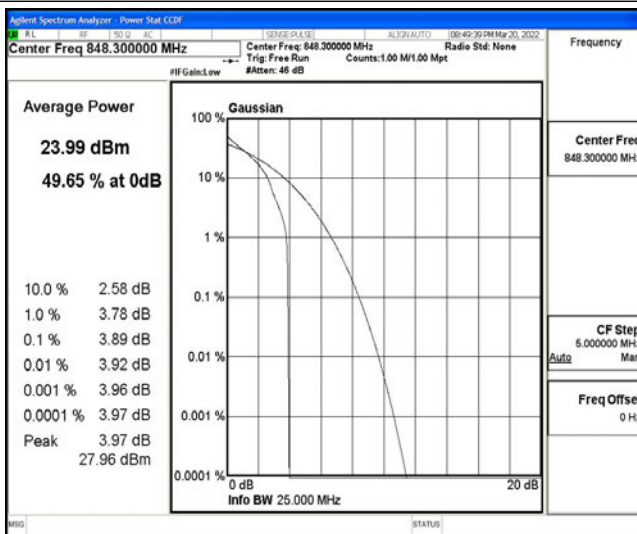 Agilent Spectrum Analyzer - Power Stat CCDF
RL RF 50 Ω AC SENSE:PULSE ALIGN AUTO 08:49:39 PM Mar 20, 2022
Center Freq 848.300000 MHz
Center Freq: 848.300000 MHz Radio Std: None
Trig: Free Run Counts:1.00 M/1.00 Mpt
#IFGain:Low #Atten: 46 dB
Frequency
Average Power
23.99 dBm
49.65 % at 0dB
10.0 % 2.58 dB
1.0 % 3.78 dB
0.1 % 3.89 dB
0.01 % 3.92 dB
0.001 % 3.96 dB
0.0001 % 3.97 dB
Peak 3.97 dB
27.96 dBm
Gaussian
100 %
10 %
1 %
0.1 %
0.01 %
0.001 %
0.0001 %
0 dB 20 dB
Info BW 25.000 MHz
Center Freq
848.300000 MHz
CF Step
5.000000 MHz
Auto Man
Freq Offset
0 Hz
MSG STATUS